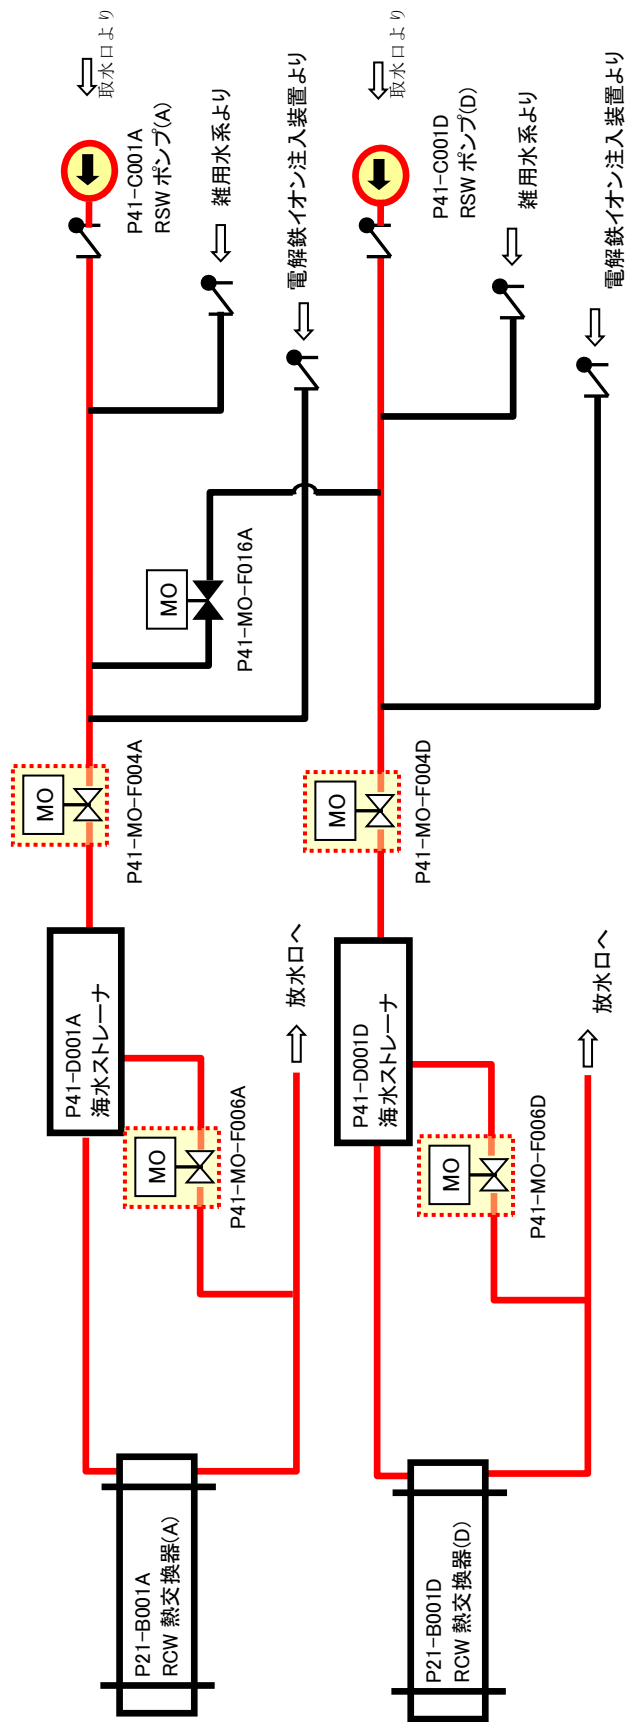 取水口より
P41-C001A
RSW ポンプ(A)
雑用水系より
電解鉄イオン注入装置より
MO
P41-MO-F016A
MO
P41-MO-F004A
P41-D001A
海水ストレーナ
放水口へ
MO
P41-MO-F006A
P21-B001A
RCW 熱交換器(A)
取水口より
P41-C001D
RSW ポンプ(D)
雑用水系より
電解鉄イオン注入装置より
MO
P41-MO-F004D
P41-D001D
海水ストレーナ
放水口へ
MO
P41-MO-F006D
P21-B001D
RCW 熱交換器(D)